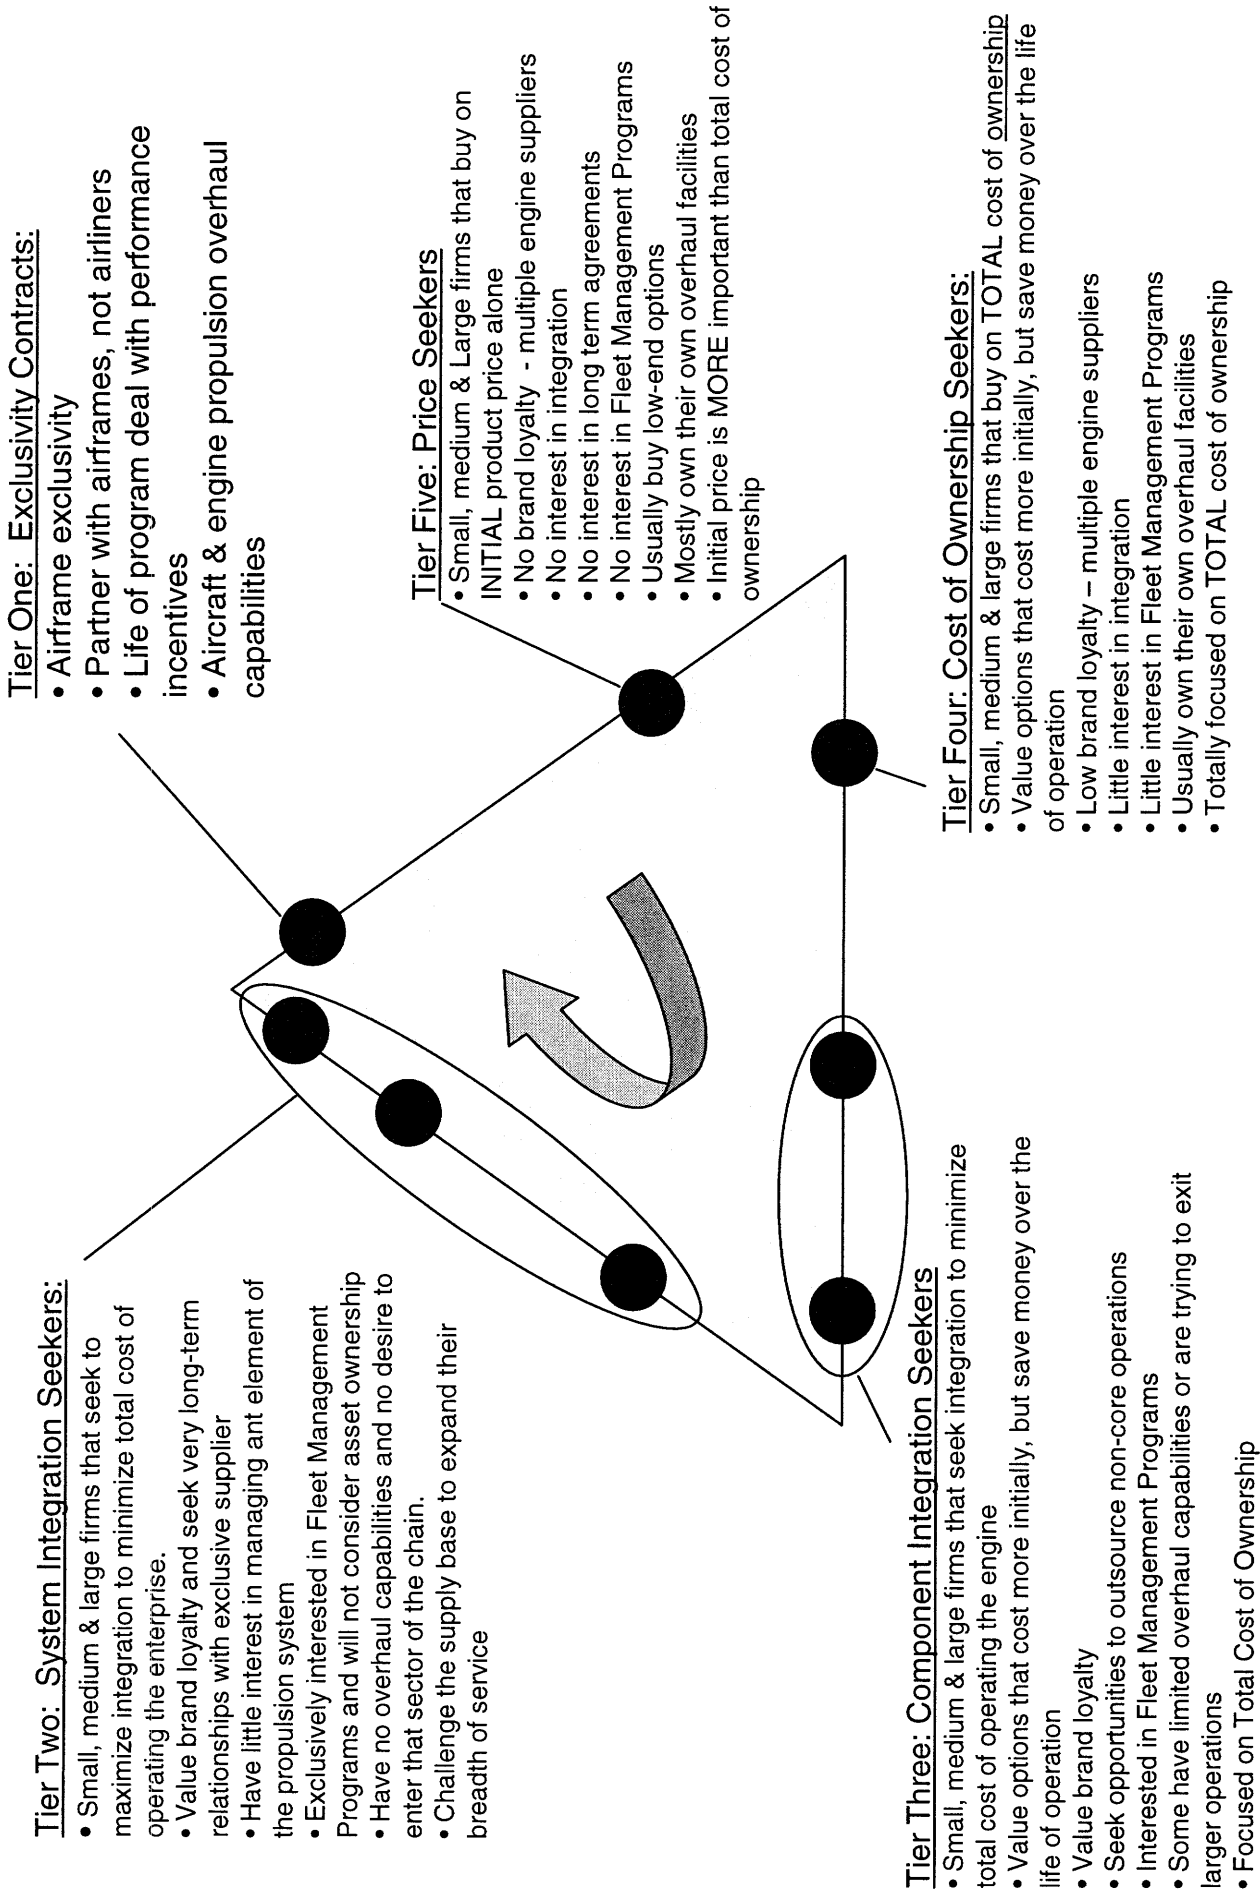 Tier One: Exclusivity Contracts:
• Airframe exclusivity
• Partner with airframes, not airliners
• Life of program deal with performance
incentives
• Aircraft & engine propulsion overhaul
capabilities
Tier Two: System Integration Seekers:
• Small, medium & large firms that seek to
maximize integration to minimize total cost of
operating the enterprise.
• Value brand loyalty and seek very long-term
relationships with exclusive supplier
• Have little interest in managing ant element of
the propulsion system
• Exclusively interested in Fleet Management
Programs and will not consider asset ownership
• Have no overhaul capabilities and no desire to
enter that sector of the chain.
• Challenge the supply base to expand their
breadth of service
Tier Five: Price Seekers
• Small, medium & Large firms that buy on
INITIAL product price alone
• No brand loyalty - multiple engine suppliers
• No interest in integration
• No interest in long term agreements
• No interest in Fleet Management Programs
• Usually buy low-end options
• Mostly own their own overhaul facilities
• Initial price is MORE important than total cost of
ownership
Tier Three: Component Integration Seekers
• Small, medium & large firms that seek integration to minimize
total cost of operating the engine
• Value options that cost more initially, but save money over the
life of operation
• Value brand loyalty
• Seek opportunities to outsource non-core operations
• Interested in Fleet Management Programs
• Some have limited overhaul capabilities or are trying to exit
larger operations
• Focused on Total Cost of Ownership
Tier Four: Cost of Ownership Seekers:
• Small, medium & large firms that buy on TOTAL cost of ownership
• Value options that cost more initially, but save money over the life
of operation
• Low brand loyalty – multiple engine suppliers
• Little interest in integration
• Little interest in Fleet Management Programs
• Usually own their own overhaul facilities
• Totally focused on TOTAL cost of ownership